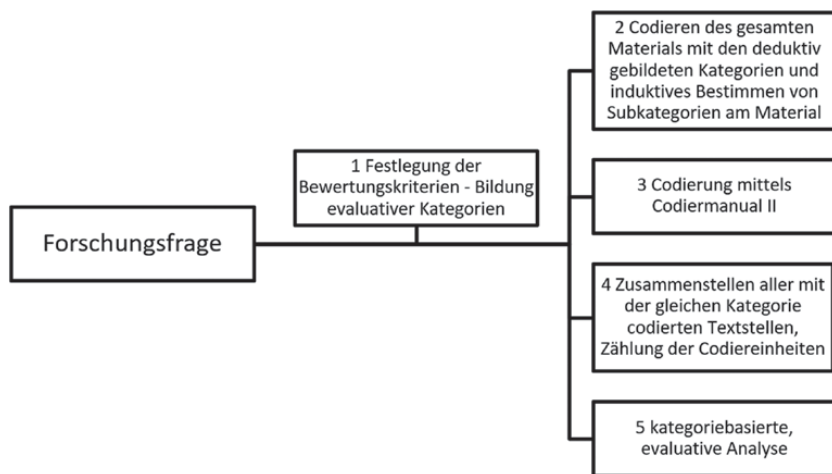 Forschungsfrage
1 Festlegung der
Bewertungskriterien - Bildung
evaluativer Kategorien
2 Codieren des gesamten
Materials mit den deduktiv
gebildeten Kategorien und
induktives Bestimmen von
Subkategorien am Material
3 Codierung mittels
Codiermanual II
4 Zusammenstellen aller mit
der gleichen Kategorie
codierten Textstellen,
Zählung der Codiereinheiten
5 kategoriebasierte,
evaluative Analyse